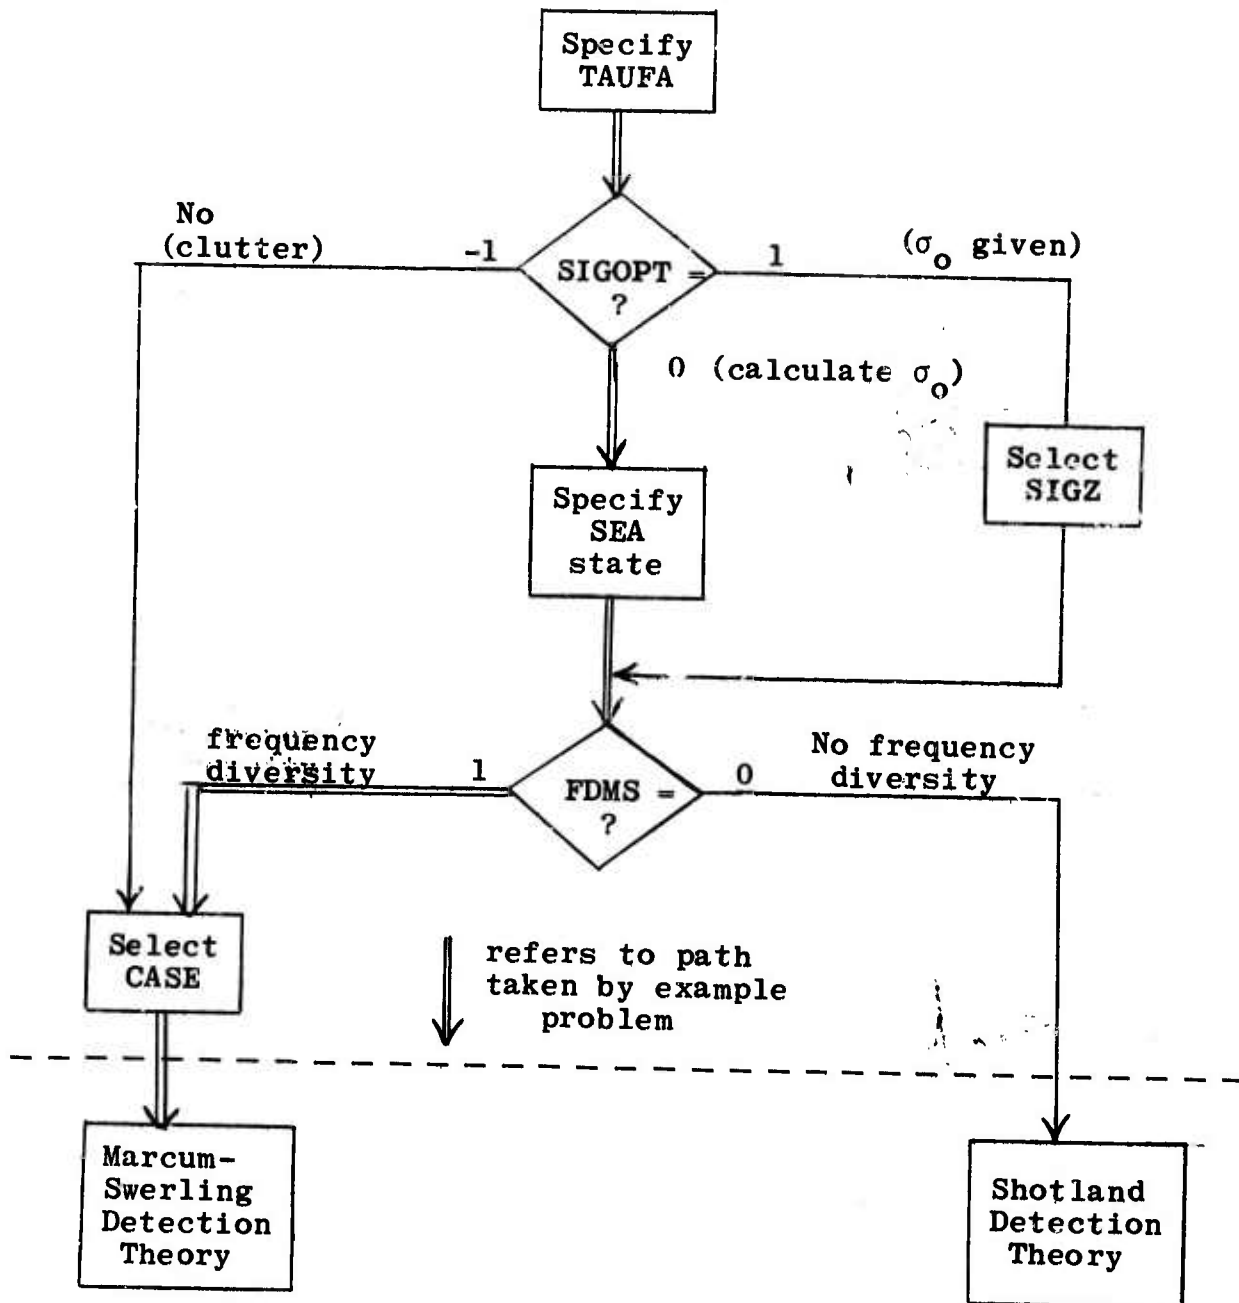 Specify
TAUFA
No
(clutter)
-1
SIGOPT =
?
1
(σo given)
0 (calculate σo)
Select
SIGZ
Specify
SEA
state
frequency
diversity
1
FDMS =
?
0
No frequency
diversity
Select
CASE
refers to path
taken by example
problem
Marcum-
Swerling
Detection
Theory
Shotland
Detection
Theory